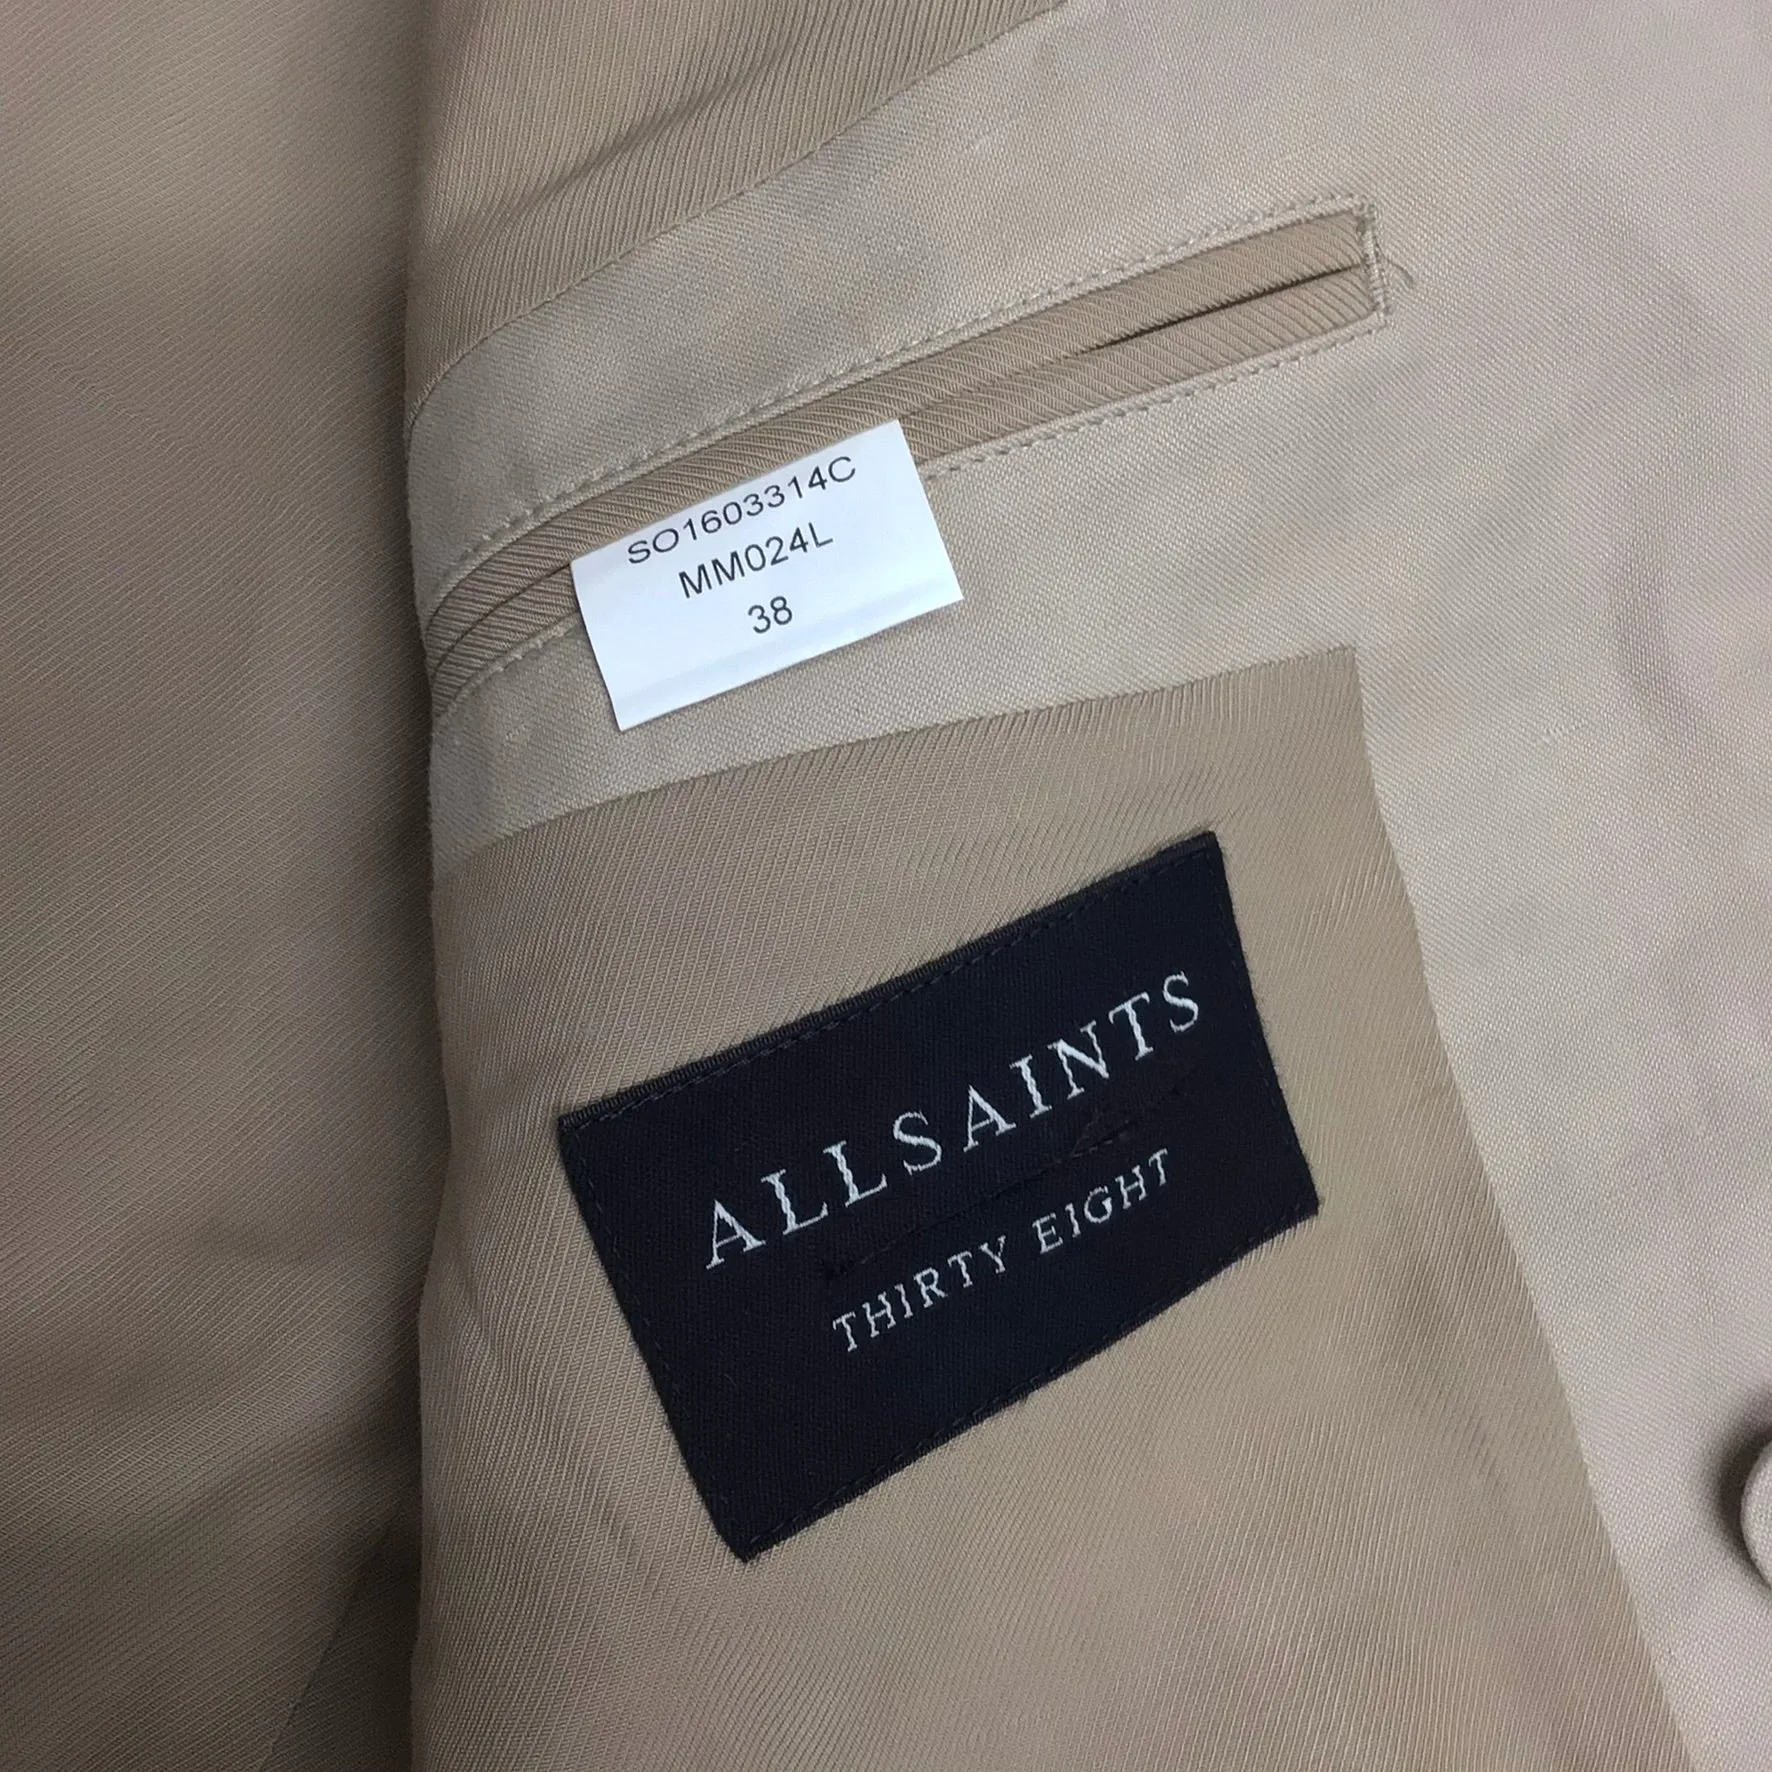 SO1603314C
MM024L
38
ALLSAINTS
THIRTY EIGHT